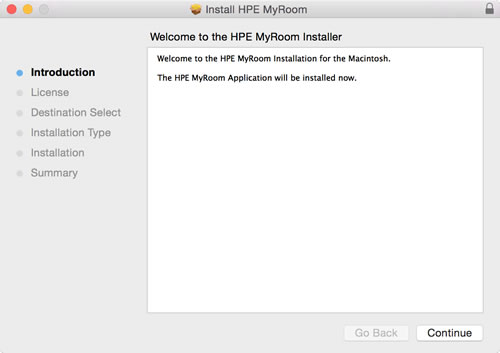 Install HPE MyRoom
Welcome to the HPE MyRoom Installer
Introduction
License
Destination Select
Installation Type
Installation
Summary
Welcome to the HPE MyRoom Installation for the Macintosh.
The HPE MyRoom Application will be installed now.
Go Back
Continue